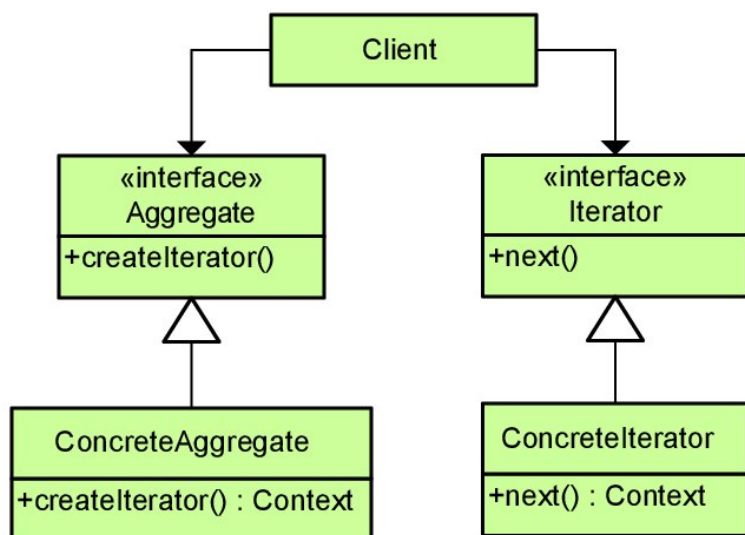 Client
«interface»
Aggregate
+createIterator()
«interface»
Iterator
+next()
ConcreteAggregate
+createIterator() : Context
ConcreteIterator
+next() : Context